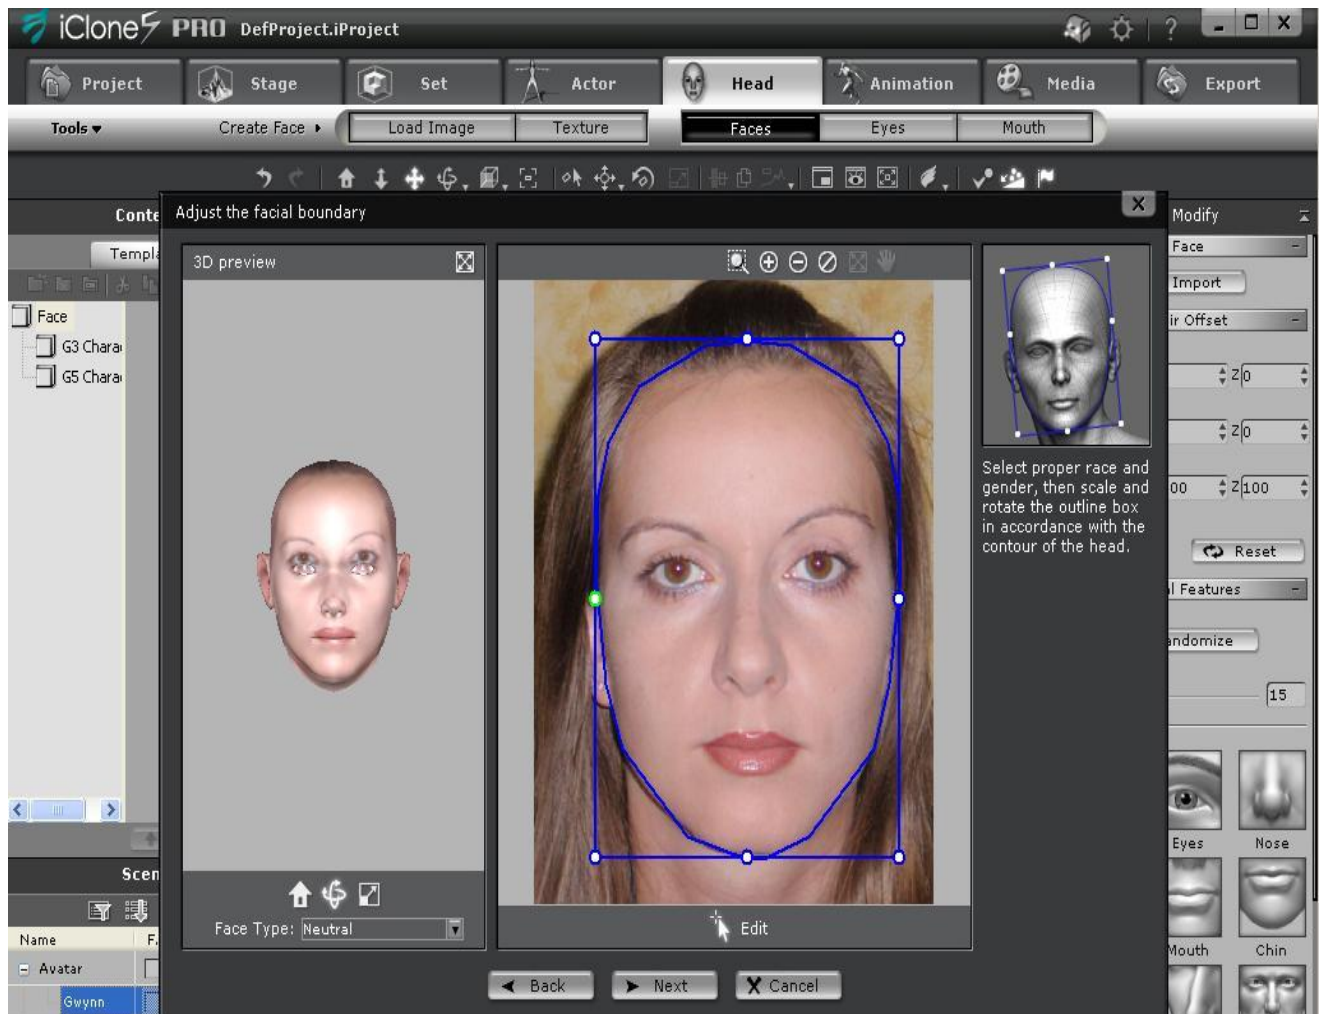 iClone5 PRO DefProject.iProject
Project Stage Set Actor Head Animation Media Export
Tools Create Face Load Image Texture Faces Eyes Mouth
Adjust the facial boundary
3D preview
Face Type: Neutral
Edit
Select proper race and
gender, then scale and
rotate the outline box
in accordance with the
contour of the head.
Back Next Cancel
Conte
Templa
Face
G3 Chara
G5 Chara
Scen
Name F.
Avatar
Gwynn
Modify
Face
Import
ir Offset
Z 0
Z 0
00 Z 100
Reset
l Features
andomize
15
Eyes Nose
Mouth Chin